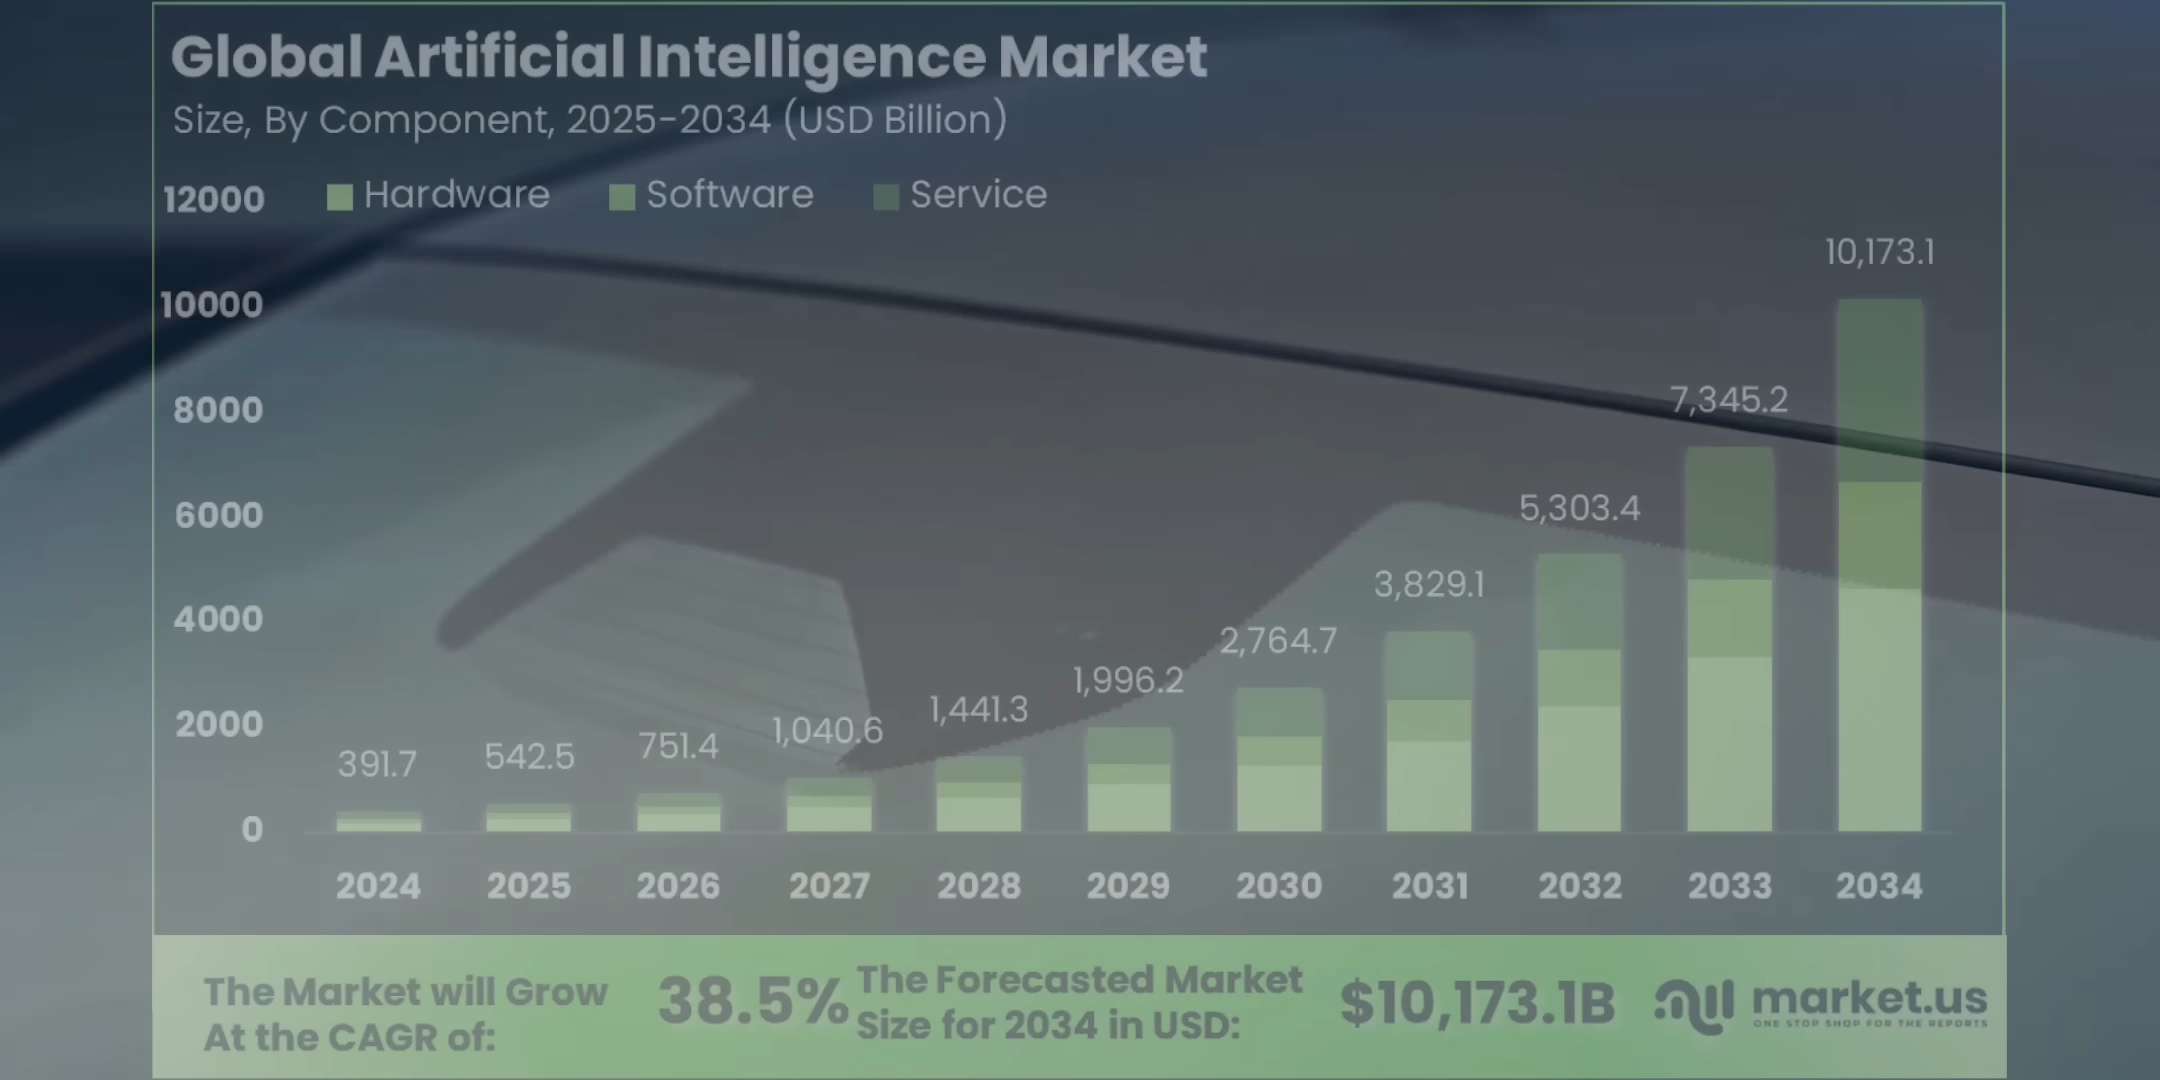 Global Artificial Intelligence Market
Size, By Component, 2025-2034 (USD Billion)
Hardware Software Service
12000
10000
8000
6000
4000
2000
0
391.7
542.5
751.4
1,040.6
1,441.3
1,996.2
2,764.7
3,829.1
5,303.4
7,345.2
10,173.1
2024 2025 2026 2027 2028 2029 2030 2031 2032 2033 2034
The Market will Grow
At the CAGR of:
38.5%
The Forecasted Market
Size for 2034 in USD:
$10,173.1B
market.us
ONE STOP SHOP FOR THE REPORTS